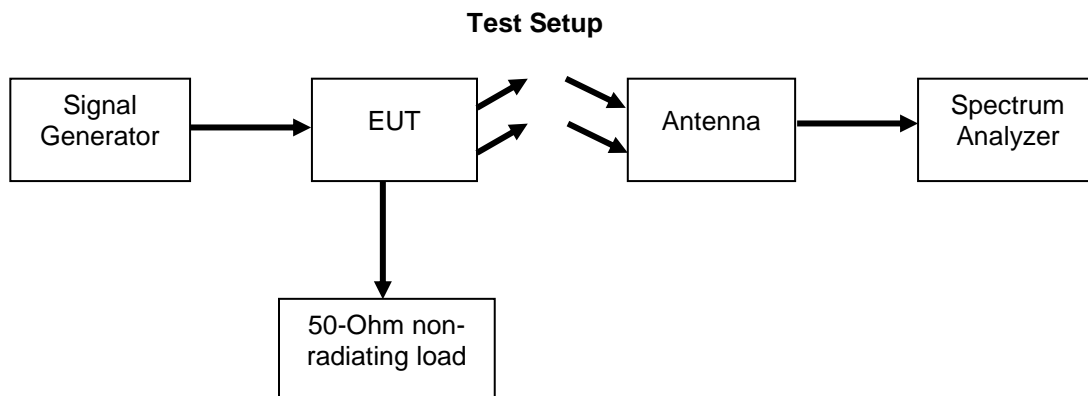 Test Setup
Signal
Generator
EUT
Antenna
Spectrum
Analyzer
50-Ohm non-
radiating load